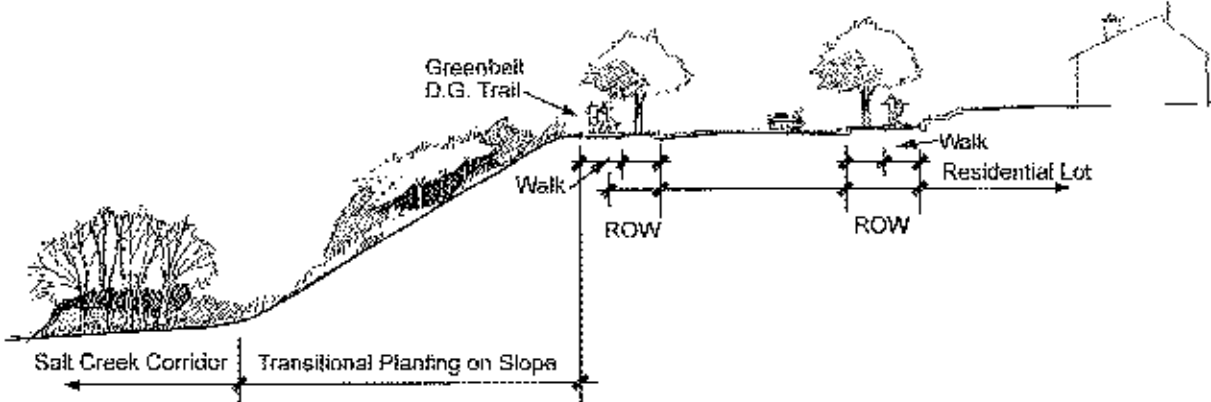 Greenbelt
D.G. Trail
Walk
Walk
Residential Lot
ROW
ROW
Salt Creek Corridor
Transitional Planting on Slope